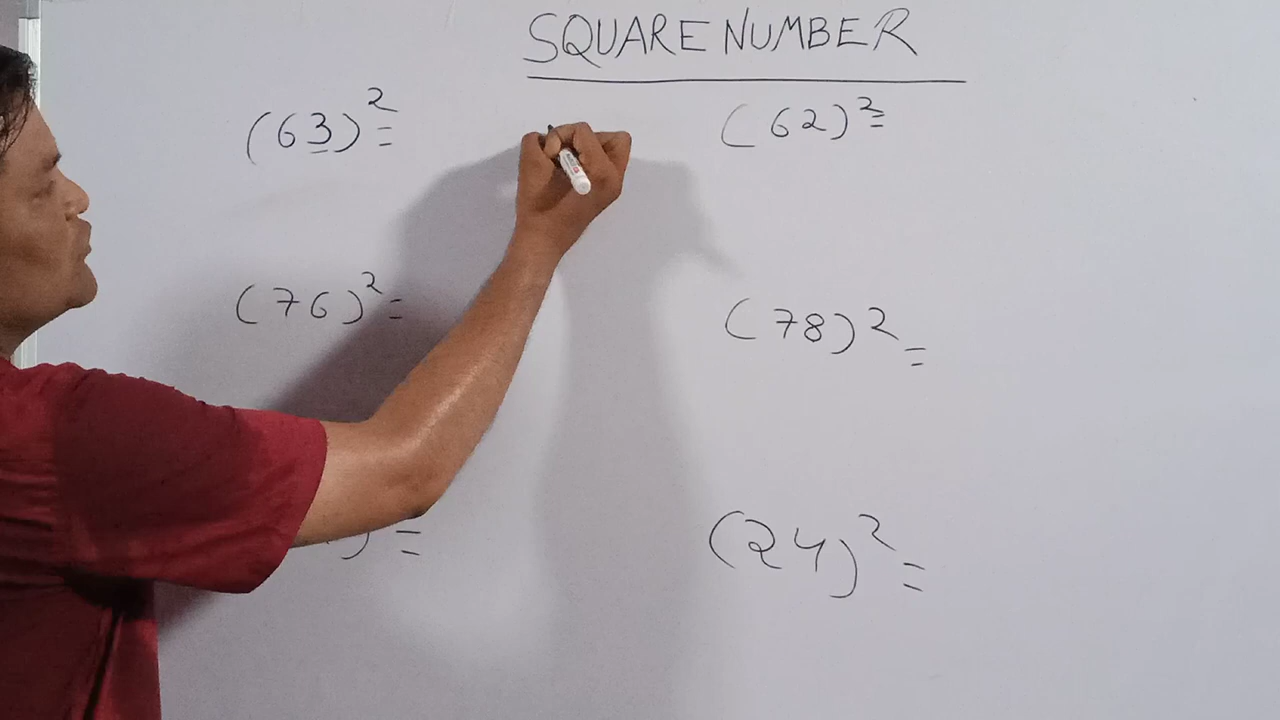 SQUARE NUMBER
(63)² = (62)² =
(76)² = (78)² =
) = (24)² =